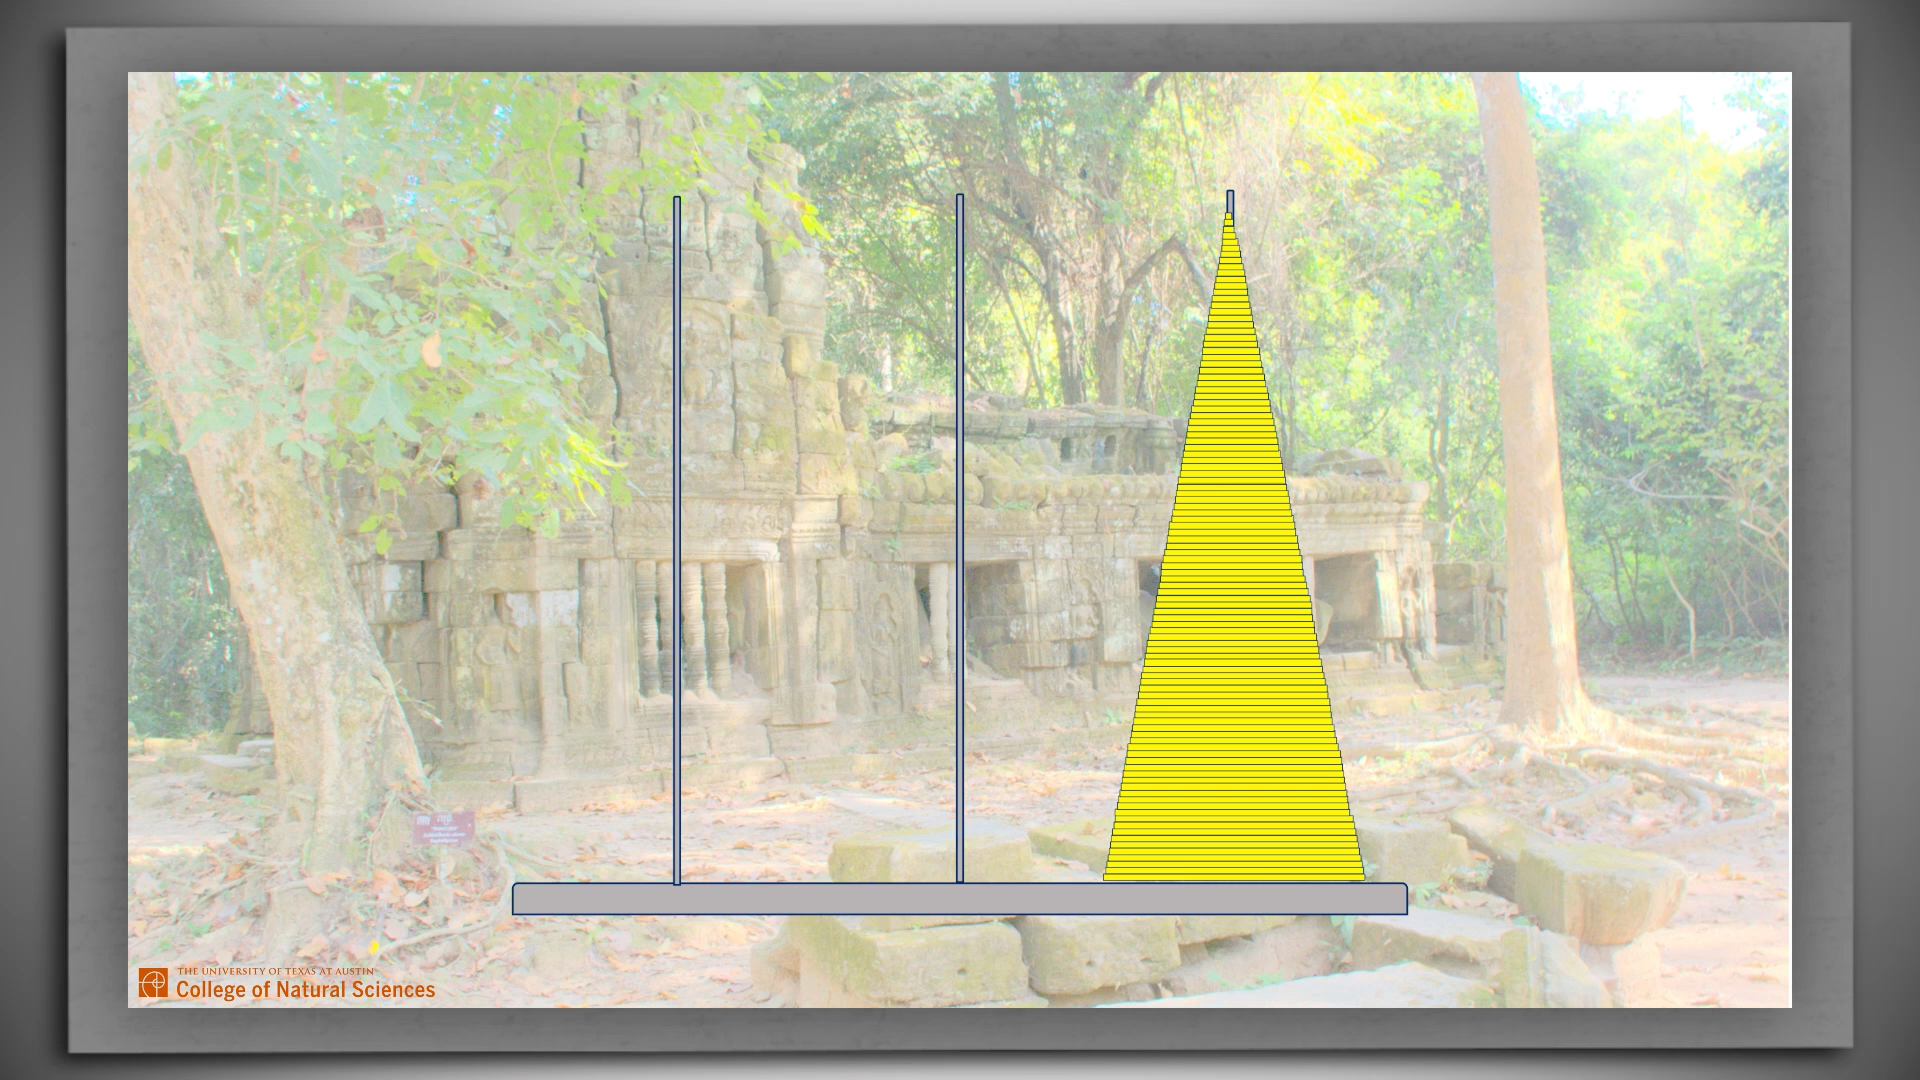 THE UNIVERSITY OF TEXAS AT AUSTIN
College of Natural Sciences